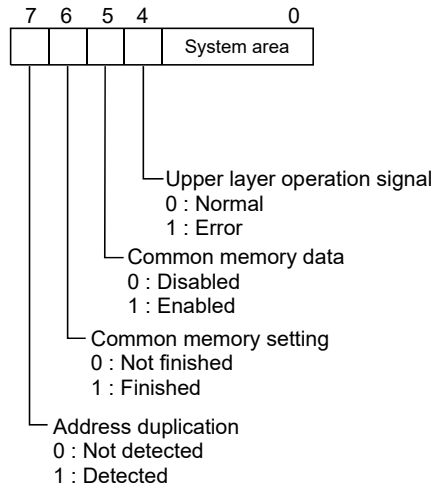 7 6 5 4 0
System area
Upper layer operation signal
0 : Normal
1 : Error
Common memory data
0 : Disabled
1 : Enabled
Common memory setting
0 : Not finished
1 : Finished
Address duplication
0 : Not detected
1 : Detected